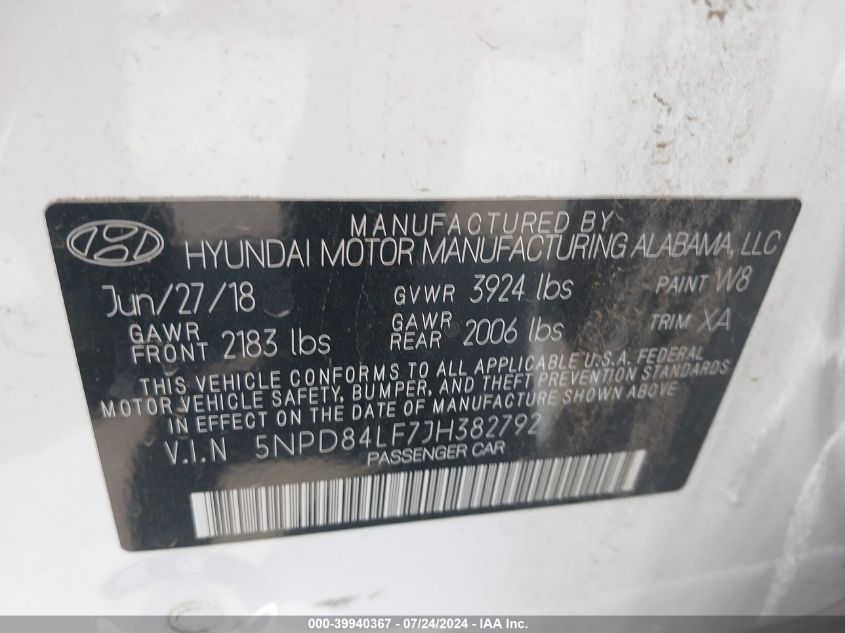 MANUFACTURED BY
HYUNDAI MOTOR MANUFACTURING ALABAMA, LLC
Jun/27/18 GVWR 3924 lbs PAINT W8
GAWR FRONT 2183 lbs GAWR REAR 2006 lbs TRIM XA
THIS VEHICLE CONFORMS TO ALL APPLICABLE U.S.A. FEDERAL
MOTOR VEHICLE SAFETY, BUMPER, AND THEFT PREVENTION STANDARDS
IN EFFECT ON THE DATE OF MANUFACTURE SHOWN ABOVE.
V.I.N 5NPD84LF7JH382792
PASSENGER CAR
000-39940367 - 07/24/2024 - IAA Inc.